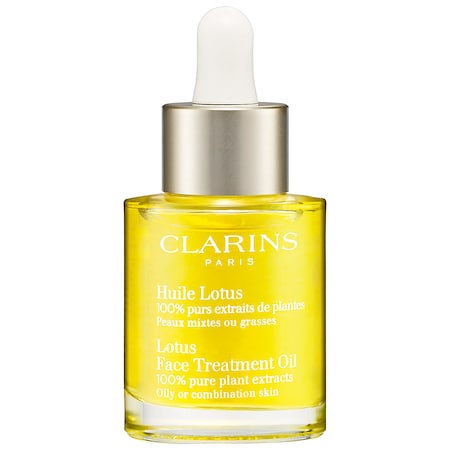 CLARINS
PARIS
Huile Lotus
100% purs extraits de plantes
Peaux mixtes ou grasses
Lotus
Face Treatment Oil
100% pure plant extracts
Oily or combination skin